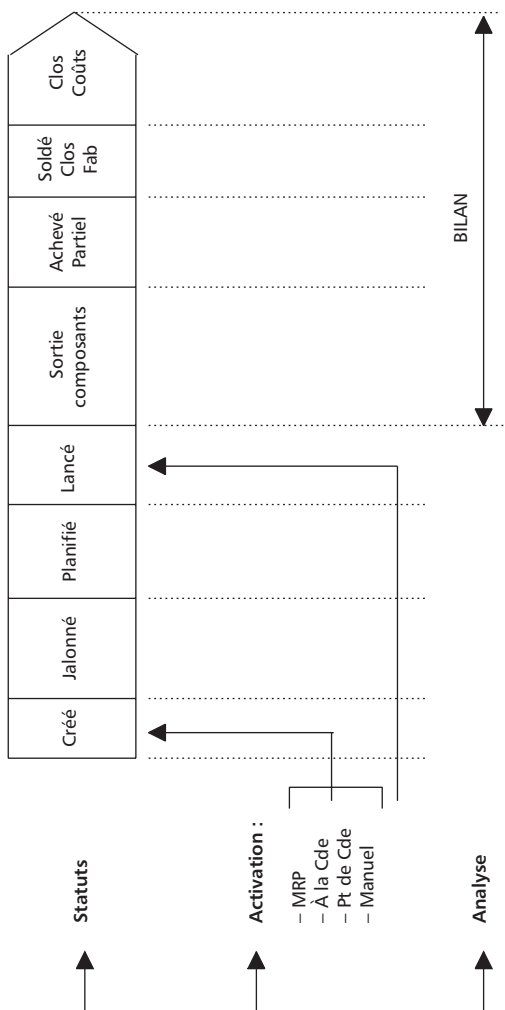 Statuts
Créé
Jalonné
Planifié
Lancé
Sortie
composants
Achevé
Partiel
Soldé
Clos
Fab
Clos
Coûts
Activation :
– MRP
– À la Cde
– Pt de Cde
– Manuel
Analyse
BILAN